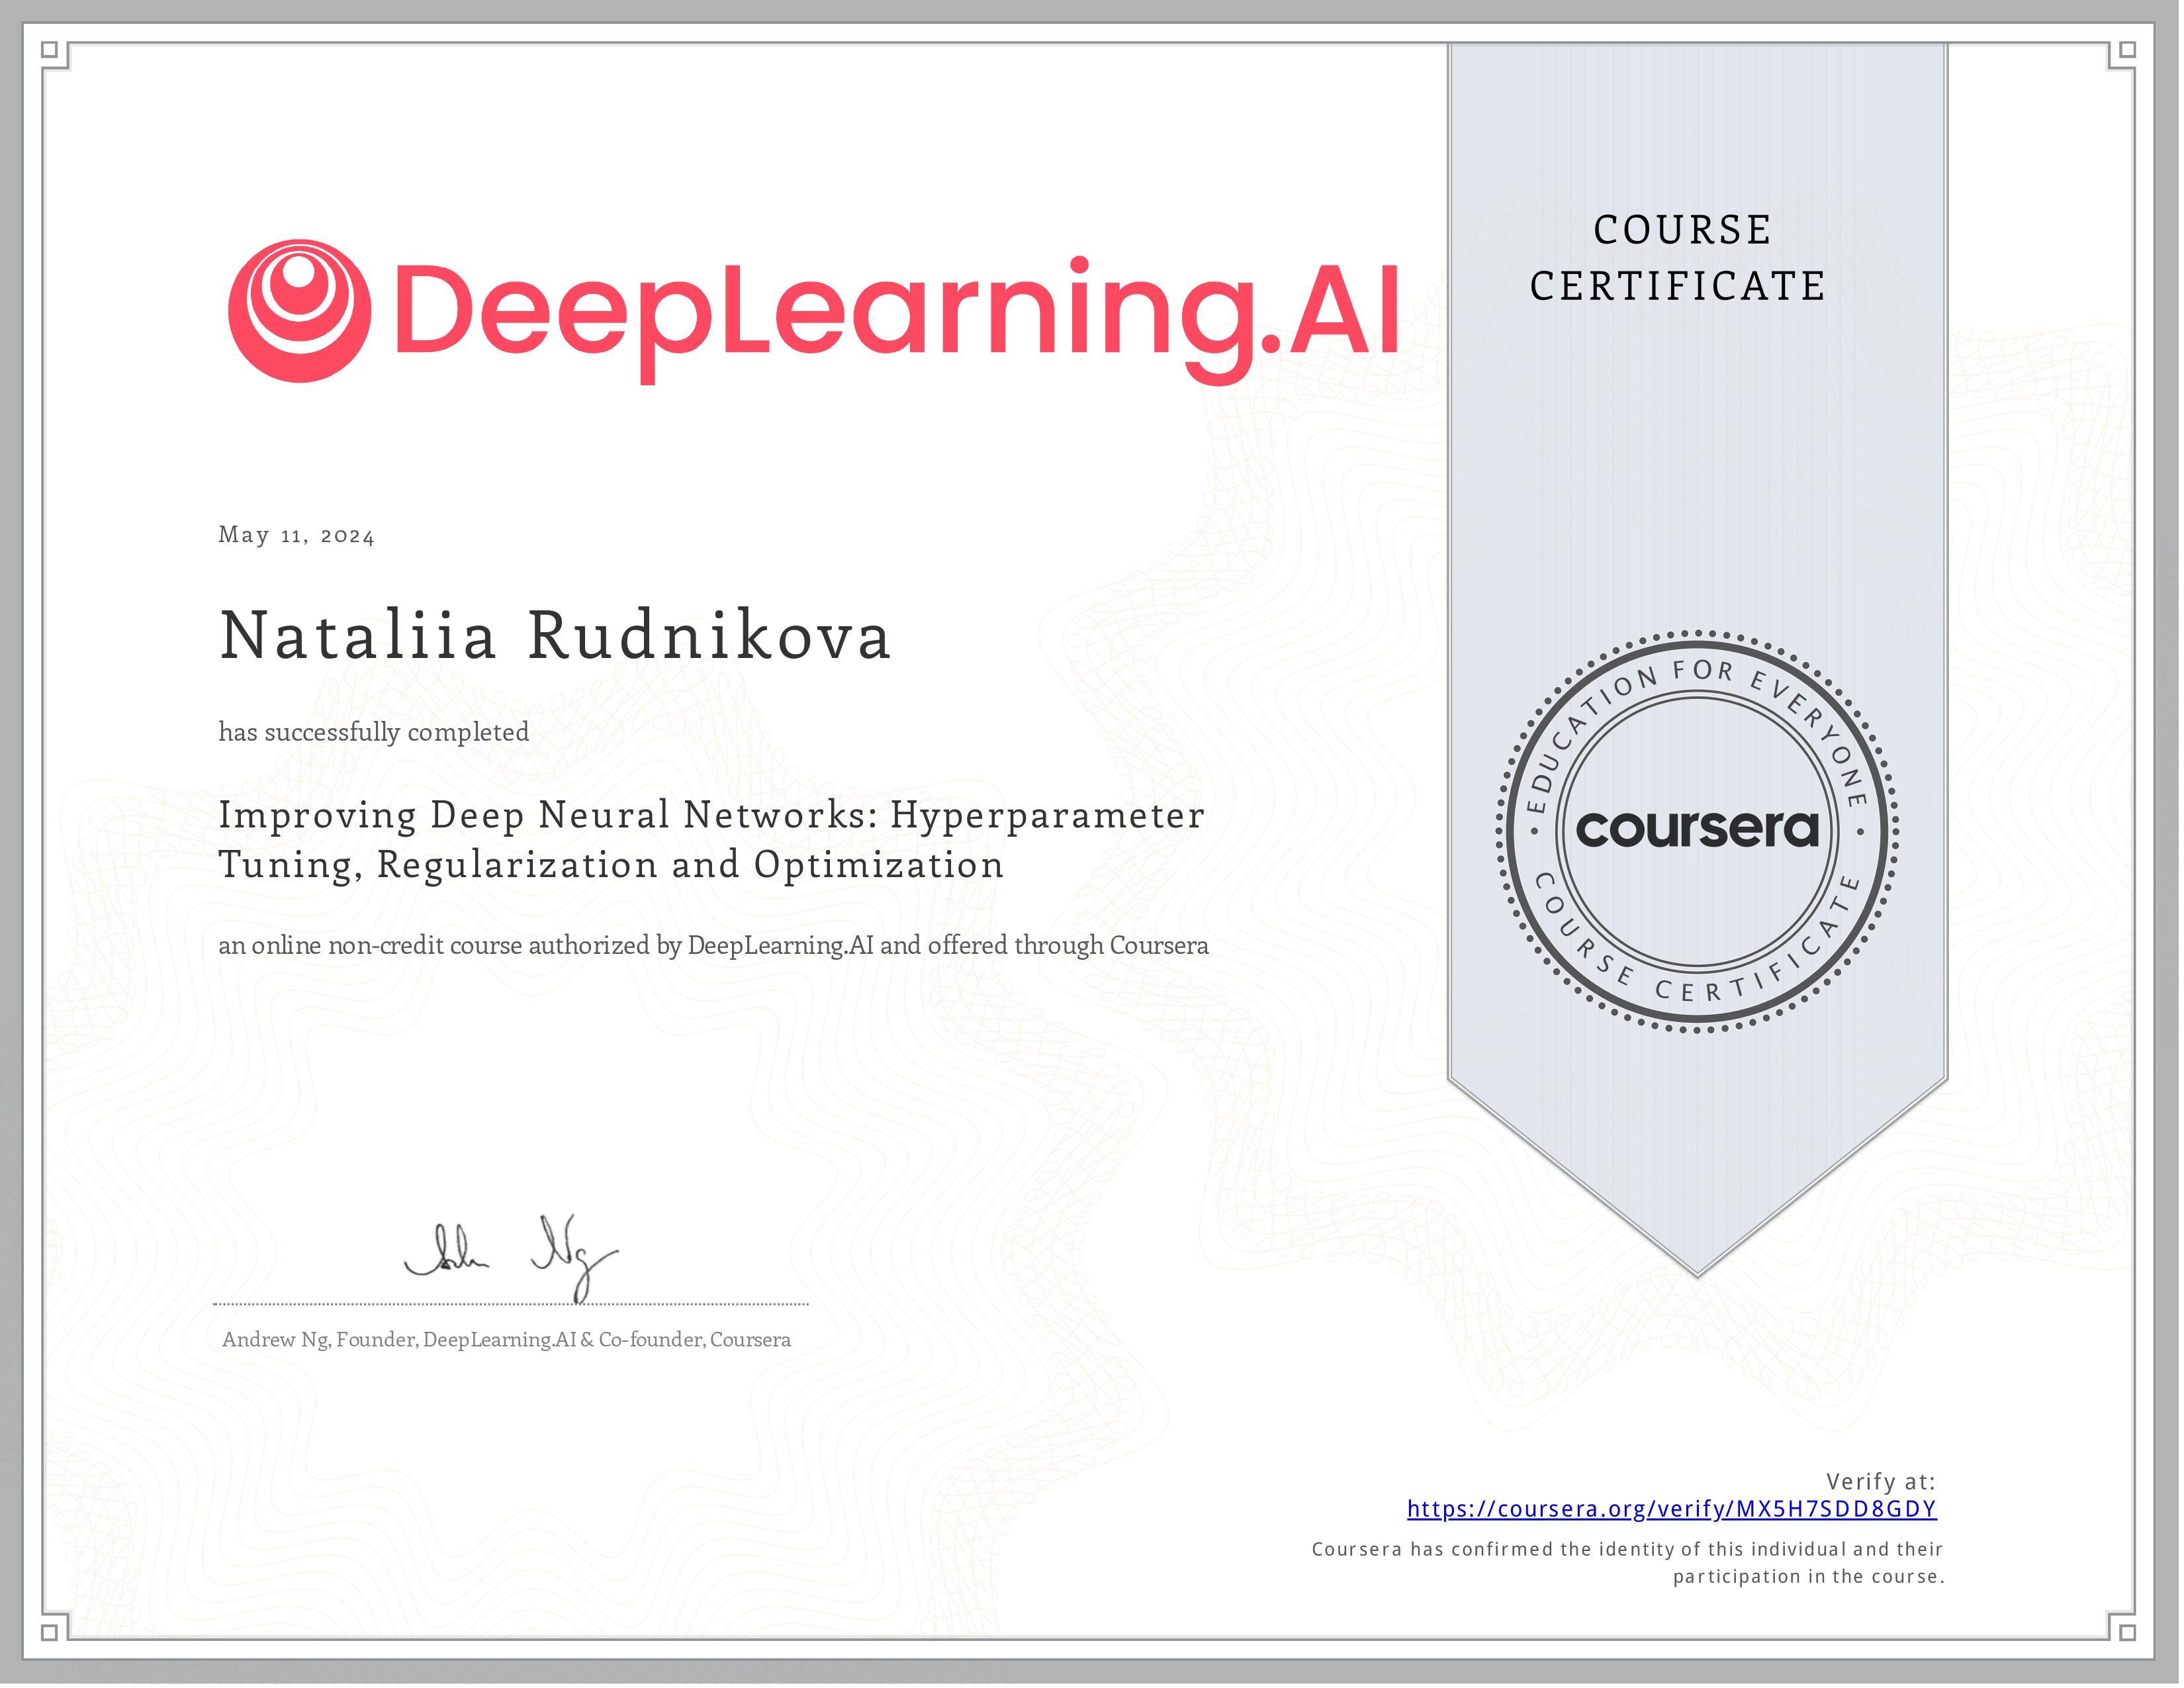 DeepLearning.AI
COURSE
CERTIFICATE
May 11, 2024
Nataliia Rudnikova
has successfully completed
Improving Deep Neural Networks: Hyperparameter
Tuning, Regularization and Optimization
an online non-credit course authorized by DeepLearning.AI and offered through Coursera
EDUCATION FOR EVERYONE
coursera
COURSE CERTIFICATE
Andrew Ng, Founder, DeepLearning.AI & Co-founder, Coursera
Verify at:
https://coursera.org/verify/MX5H7SDD8GDY
Coursera has confirmed the identity of this individual and their
participation in the course.